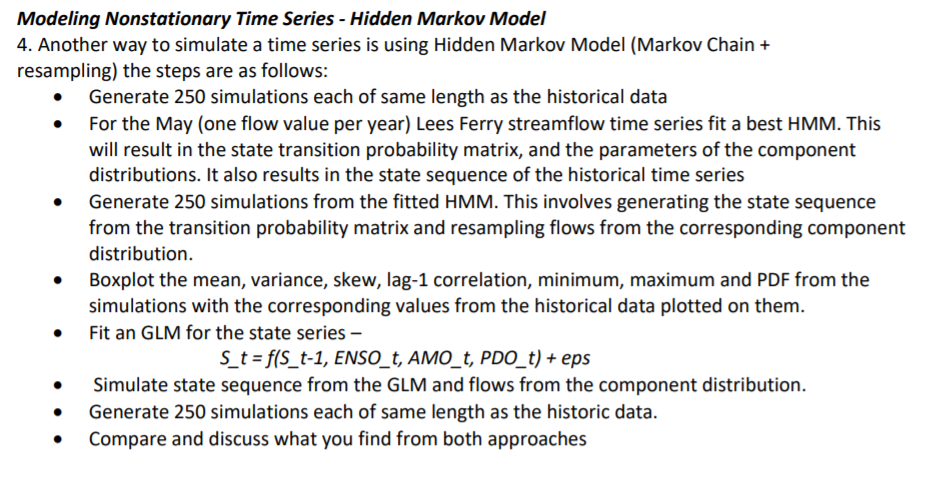 Modeling Nonstationary Time Series - Hidden Markov Model
4. Another way to simulate a time series is using Hidden Markov Model (Markov Chain +
resampling) the steps are as follows:
• Generate 250 simulations each of same length as the historical data
• For the May (one flow value per year) Lees Ferry streamflow time series fit a best HMM. This
will result in the state transition probability matrix, and the parameters of the component
distributions. It also results in the state sequence of the historical time series
• Generate 250 simulations from the fitted HMM. This involves generating the state sequence
from the transition probability matrix and resampling flows from the corresponding component
distribution.
• Boxplot the mean, variance, skew, lag-1 correlation, minimum, maximum and PDF from the
simulations with the corresponding values from the historical data plotted on them.
• Fit an GLM for the state series –
S_t = f(S_t-1, ENSO_t, AMO_t, PDO_t) + eps
• Simulate state sequence from the GLM and flows from the component distribution.
• Generate 250 simulations each of same length as the historic data.
• Compare and discuss what you find from both approaches